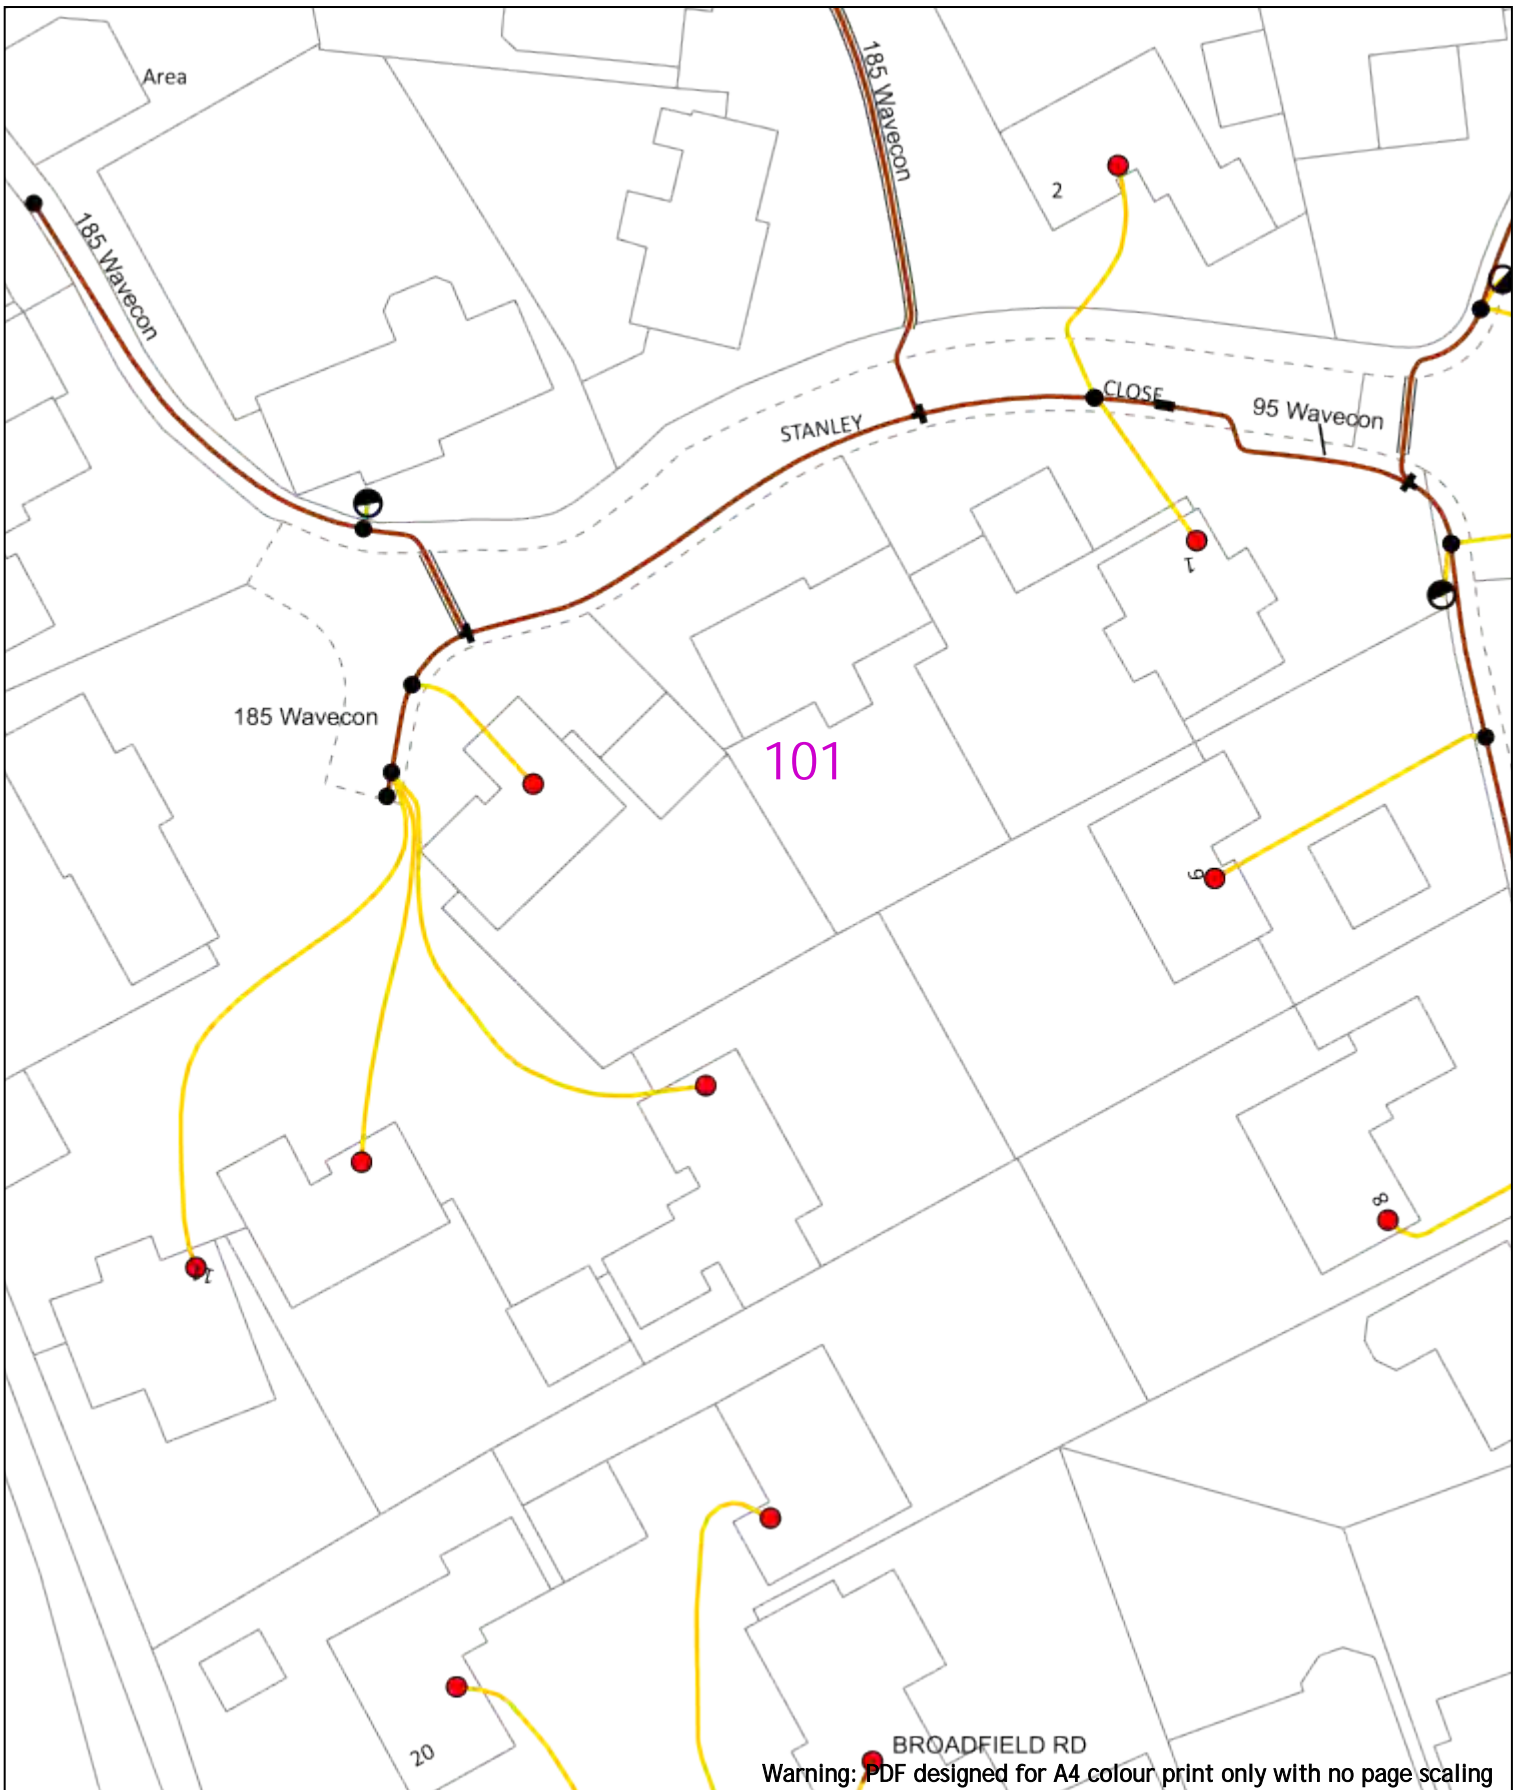 Area
185 Wavecon
2
185 Wavecon
CLOSE
95 Wavecon
STANLEY
1
185 Wavecon
101
9
8
20
BROADFIELD RD
Warning: PDF designed for A4 colour print only with no page scaling